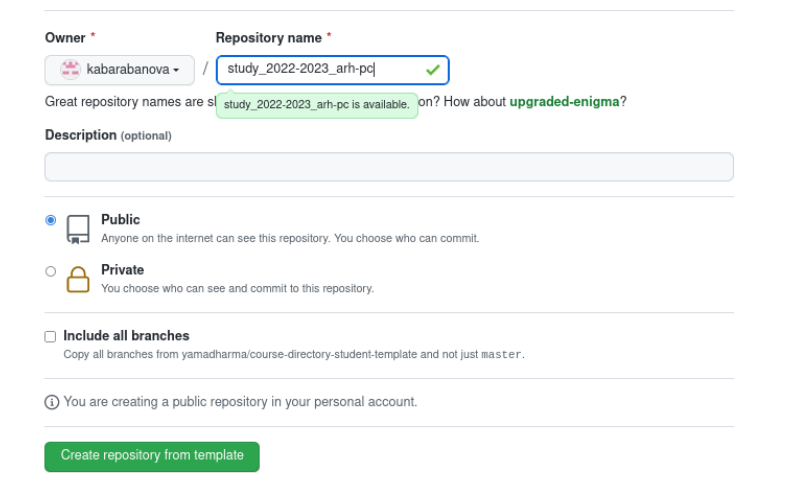 Owner * Repository name *
kabarabanova / study_2022-2023_arh-pc
Great repository names are sh on? How about upgraded-enigma?
study_2022-2023_arh-pc is available.
Description (optional)
Public
Anyone on the internet can see this repository. You choose who can commit.
Private
You choose who can see and commit to this repository.
Include all branches
Copy all branches from yamadharma/course-directory-student-template and not just master.
You are creating a public repository in your personal account.
Create repository from template